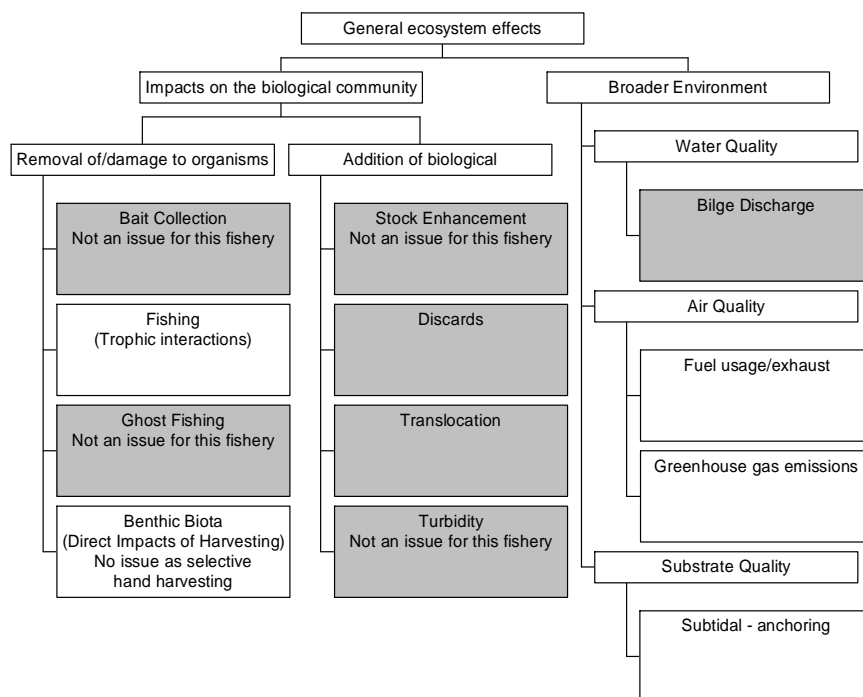 General ecosystem effects
Impacts on the biological community
Broader Environment
Removal of/damage to organisms
Addition of biological
Water Quality
Bait Collection
Not an issue for this fishery
Stock Enhancement
Not an issue for this fishery
Bilge Discharge
Fishing
(Trophic interactions)
Discards
Air Quality
Fuel usage/exhaust
Ghost Fishing
Not an issue for this fishery
Translocation
Greenhouse gas emissions
Benthic Biota
(Direct Impacts of Harvesting)
No issue as selective
hand harvesting
Turbidity
Not an issue for this fishery
Substrate Quality
Subtidal - anchoring